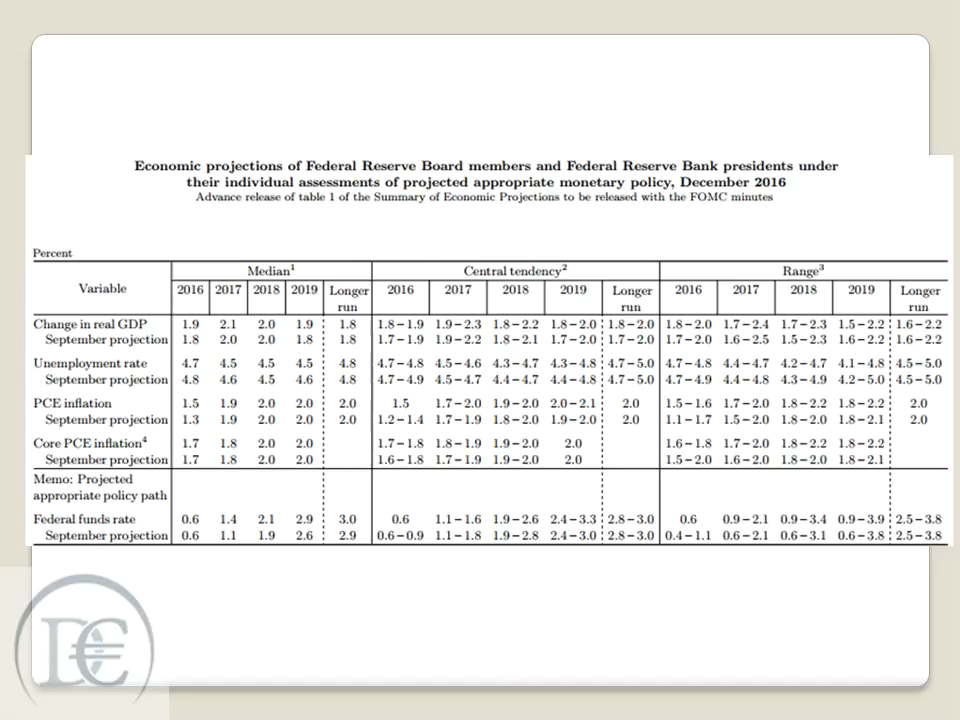 Economic projections of Federal Reserve Board members and Federal Reserve Bank presidents under
their individual assessments of projected appropriate monetary policy, December 2016
Advance release of table 1 of the Summary of Economic Projections to be released with the FOMC minutes
Percent
Variable Median1 Central tendency2 Range3
2016 2017 2018 2019 Longer run 2016 2017 2018 2019 Longer run 2016 2017 2018 2019 Longer run
Change in real GDP 1.9 2.1 2.0 1.9 1.8 1.8–1.9 1.9–2.3 1.8–2.2 1.8–2.0 1.8–2.0 1.8–2.0 1.7–2.4 1.7–2.3 1.5–2.2 1.6–2.2
September projection 1.8 2.0 2.0 1.8 1.8 1.7–1.9 1.9–2.2 1.8–2.1 1.7–2.0 1.7–2.0 1.7–2.0 1.6–2.5 1.5–2.3 1.6–2.2 1.6–2.2
Unemployment rate 4.7 4.5 4.5 4.5 4.8 4.7–4.8 4.5–4.6 4.3–4.7 4.3–4.8 4.7–5.0 4.7–4.8 4.4–4.7 4.2–4.7 4.1–4.8 4.5–5.0
September projection 4.8 4.6 4.5 4.6 4.8 4.7–4.9 4.5–4.7 4.4–4.7 4.4–4.8 4.7–5.0 4.7–4.9 4.4–4.8 4.3–4.9 4.2–5.0 4.5–5.0
PCE inflation 1.5 1.9 2.0 2.0 2.0 1.5 1.7–2.0 1.9–2.0 2.0–2.1 2.0 1.5–1.6 1.7–2.0 1.8–2.2 1.8–2.2 2.0
September projection 1.3 1.9 2.0 2.0 2.0 1.2–1.4 1.7–1.9 1.8–2.0 1.9–2.0 2.0 1.1–1.7 1.5–2.0 1.8–2.0 1.8–2.1 2.0
Core PCE inflation4 1.7 1.8 2.0 2.0 1.7–1.8 1.8–1.9 1.9–2.0 2.0 1.6–1.8 1.7–2.0 1.8–2.2 1.8–2.2
September projection 1.7 1.8 2.0 2.0 1.6–1.8 1.7–1.9 1.9–2.0 2.0 1.5–2.0 1.6–2.0 1.8–2.0 1.8–2.1
Memo: Projected
appropriate policy path
Federal funds rate 0.6 1.4 2.1 2.9 3.0 0.6 1.1–1.6 1.9–2.6 2.4–3.3 2.8–3.0 0.6 0.9–2.1 0.9–3.4 0.9–3.9 2.5–3.8
September projection 0.6 1.1 1.9 2.6 2.9 0.6–0.9 1.1–1.8 1.9–2.8 2.4–3.0 2.8–3.0 0.4–1.1 0.6–2.1 0.6–3.1 0.6–3.8 2.5–3.8